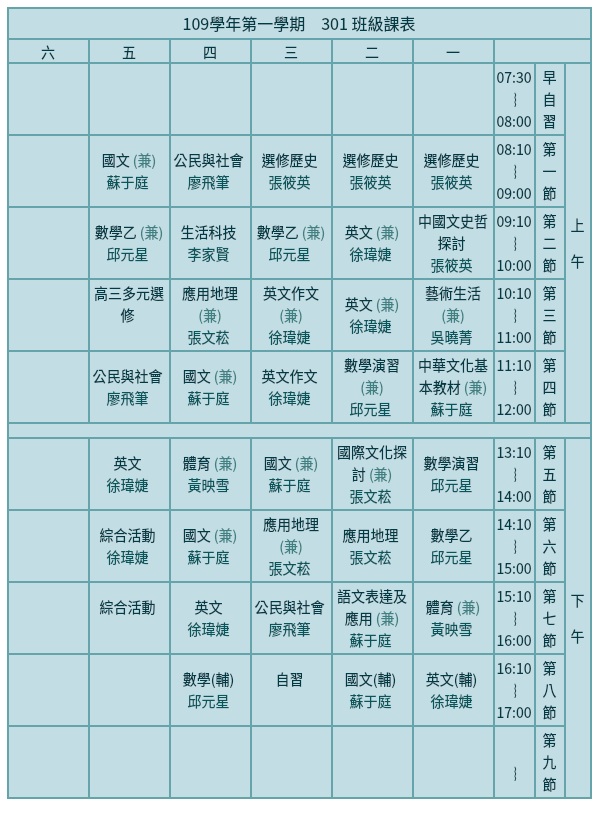 109學年第一學期 301 班級課表
六 五 四 三 二 一
07:30
︴
08:00
早
自
習
上
午
國文 (兼)
蘇于庭
公民與社會
廖飛筆
選修歷史
張筱英
選修歷史
張筱英
選修歷史
張筱英
08:10
︴
09:00
第
一
節
數學乙 (兼)
邱元星
生活科技
李家賢
數學乙 (兼)
邱元星
英文 (兼)
徐瑋婕
中國文史哲
探討
張筱英
09:10
︴
10:00
第
二
節
高三多元選
修
應用地理
(兼)
張文菘
英文作文
(兼)
徐瑋婕
英文 (兼)
徐瑋婕
藝術生活
(兼)
吳曉菁
10:10
︴
11:00
第
三
節
公民與社會
廖飛筆
國文 (兼)
蘇于庭
英文作文
徐瑋婕
數學演習
(兼)
邱元星
中華文化基
本教材 (兼)
蘇于庭
11:10
︴
12:00
第
四
節
英文
徐瑋婕
體育 (兼)
黃映雪
國文 (兼)
蘇于庭
國際文化探
討 (兼)
張文菘
數學演習
邱元星
13:10
︴
14:00
第
五
節
下
午
綜合活動
徐瑋婕
國文 (兼)
蘇于庭
應用地理
(兼)
張文菘
應用地理
張文菘
數學乙
邱元星
14:10
︴
15:00
第
六
節
綜合活動
英文
徐瑋婕
公民與社會
廖飛筆
語文表達及
應用 (兼)
蘇于庭
體育 (兼)
黃映雪
15:10
︴
16:00
第
七
節
數學(輔)
邱元星
自習
國文(輔)
蘇于庭
英文(輔)
徐瑋婕
16:10
︴
17:00
第
八
節
︴
第
九
節